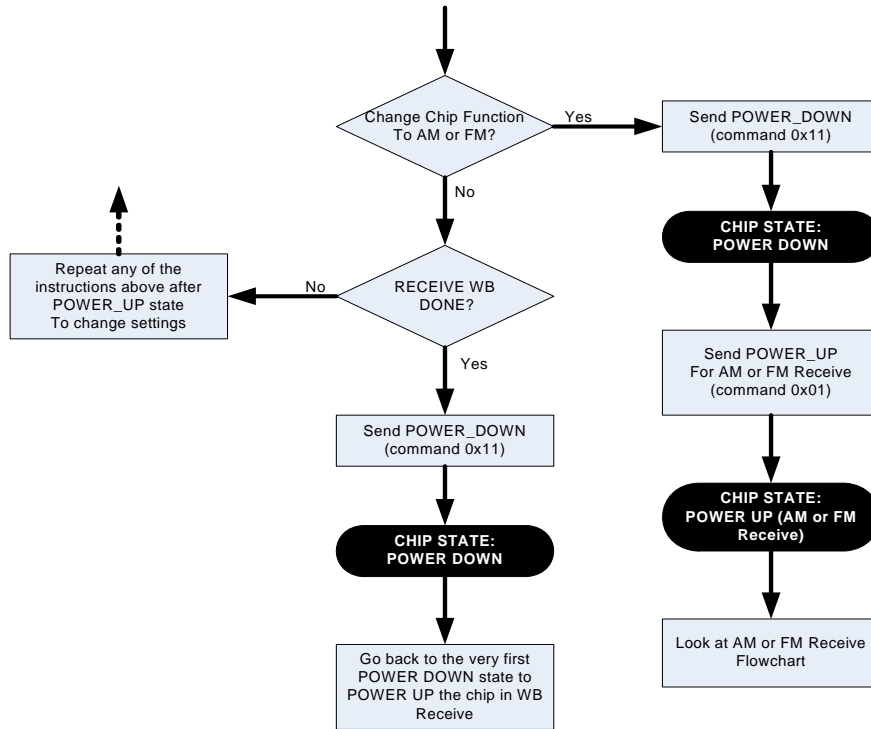 Change Chip Function
To AM or FM?
Yes
Send POWER_DOWN
(command 0x11)
No
CHIP STATE:
POWER DOWN
Repeat any of the
instructions above after
POWER_UP state
To change settings
No
RECEIVE WB
DONE?
Send POWER_UP
For AM or FM Receive
(command 0x01)
Yes
Send POWER_DOWN
(command 0x11)
CHIP STATE:
POWER UP (AM or FM
Receive)
CHIP STATE:
POWER DOWN
Look at AM or FM Receive
Flowchart
Go back to the very first
POWER DOWN state to
POWER UP the chip in WB
Receive